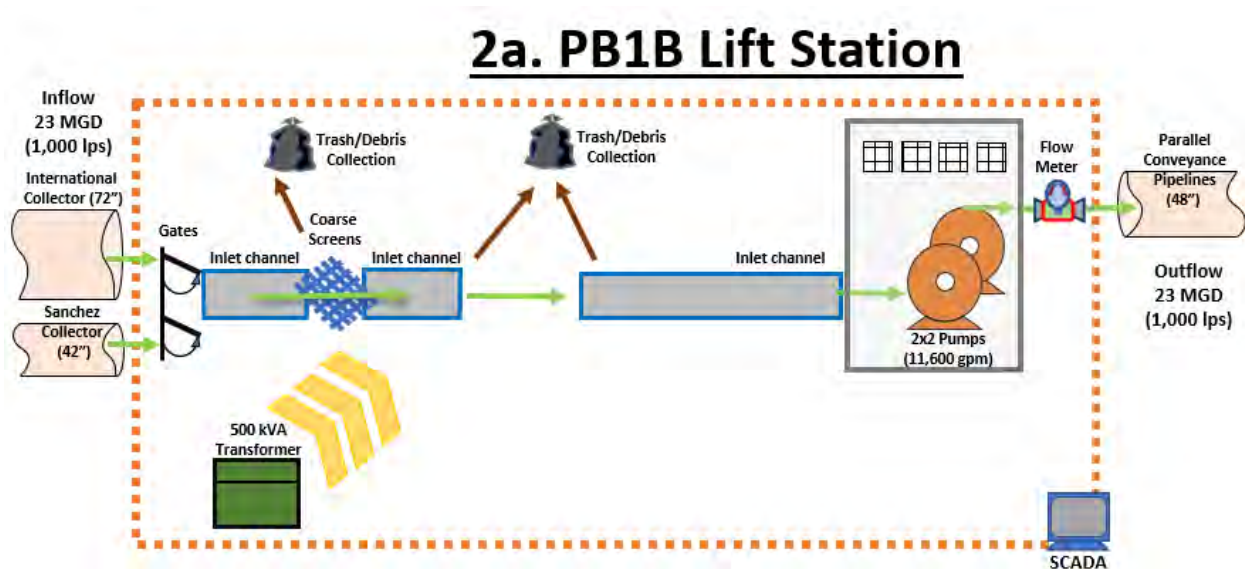 2a. PB1B Lift Station
Inflow
23 MGD
(1,000 lps)
International
Collector (72”)
Gates
Sanchez
Collector
(42”)
Trash/Debris
Collection
Coarse
Screens
Inlet channel
Inlet channel
Trash/Debris
Collection
Inlet channel
2x2 Pumps
(11,600 gpm)
Flow
Meter
Parallel
Conveyance
Pipelines
(48”)
Outflow
23 MGD
(1,000 lps)
500 kVA
Transformer
SCADA